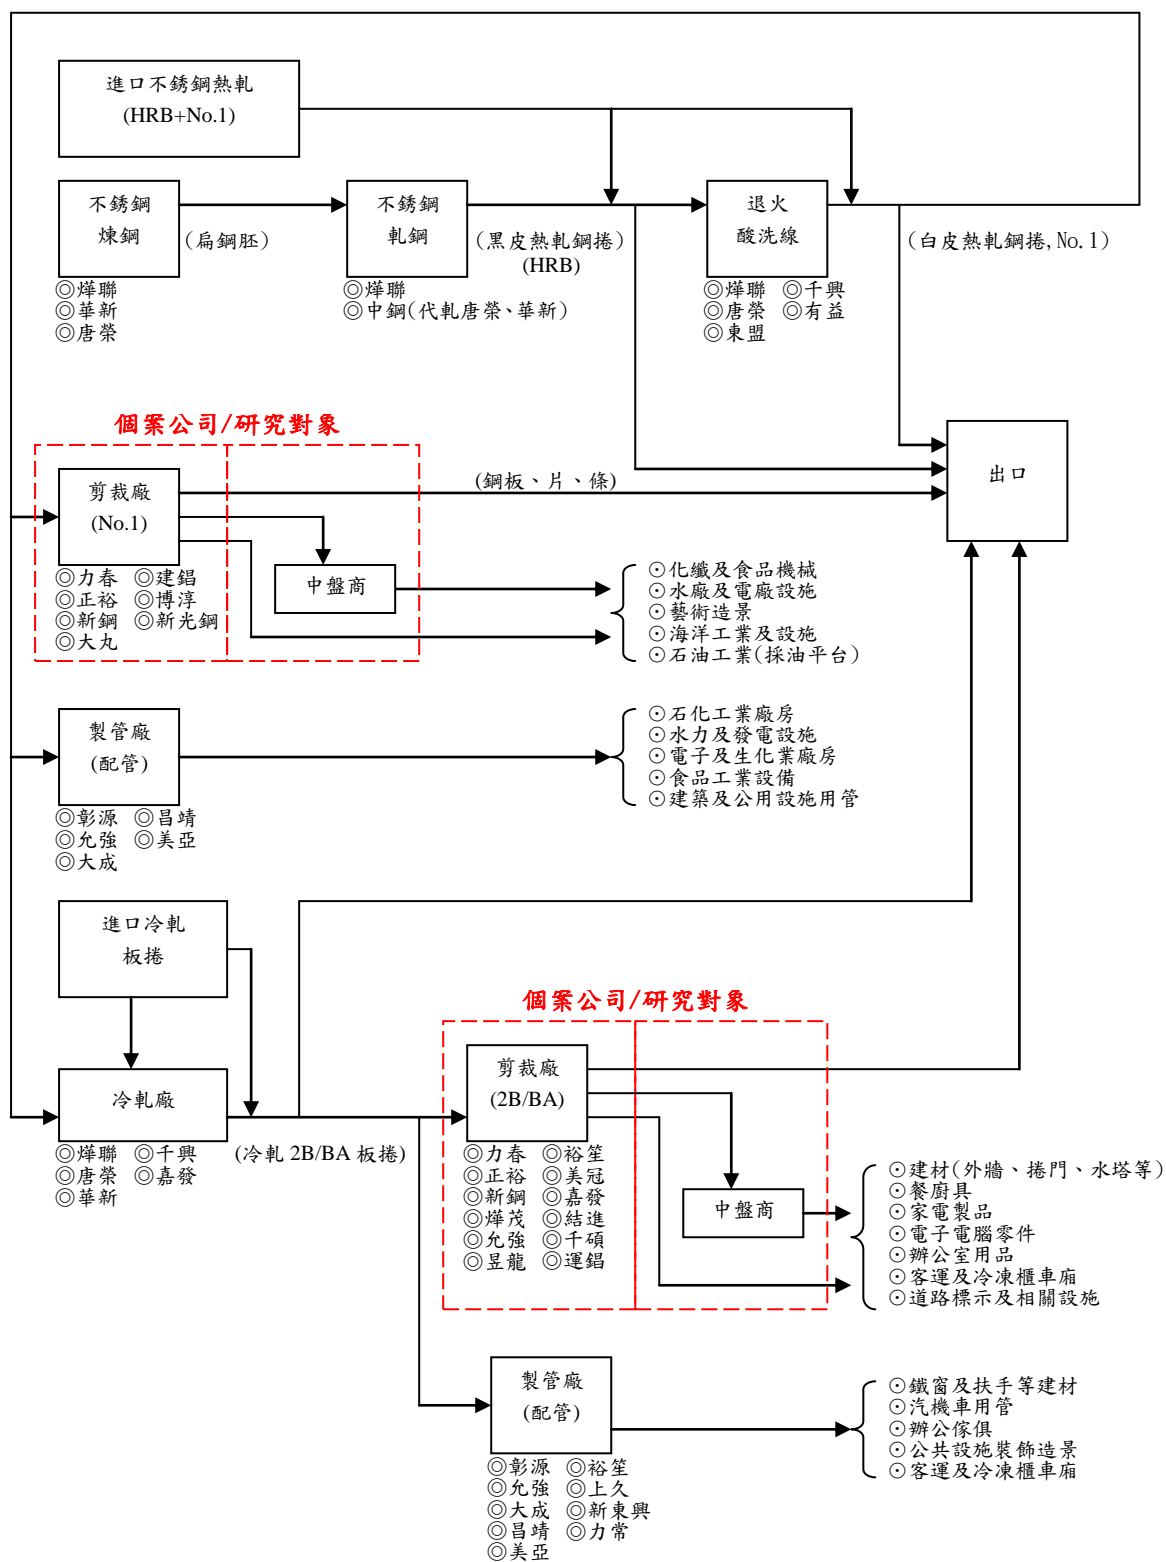 進口不銹鋼熱軋
(HRB+No.1)
不銹鋼
煉鋼
(扁鋼胚)
不銹鋼
軋鋼
(黑皮熱軋鋼捲)
(HRB)
退火
酸洗線
(白皮熱軋鋼捲, No.1)
◎燁聯
◎華新
◎唐榮
◎燁聯
◎中鋼(代軋唐榮、華新)
◎燁聯 ◎千興
◎唐榮 ◎有益
◎東盟
個案公司/研究對象
剪裁廠
(No.1)
(鋼板、片、條)
出口
中盤商
◎力春 ◎建錩
◎正裕 ◎博淳
◎新鋼 ◎新光鋼
◎大丸
⊙化纖及食品機械
⊙水廠及電廠設施
⊙藝術造景
⊙海洋工業及設施
⊙石油工業(採油平台)
製管廠
(配管)
◎彰源 ◎昌靖
◎允強 ◎美亞
◎大成
⊙石化工業廠房
⊙水力及發電設施
⊙電子及生化業廠房
⊙食品工業設備
⊙建築及公用設施用管
進口冷軋
板捲
冷軋廠
(冷軋 2B/BA 板捲)
◎燁聯 ◎千興
◎唐榮 ◎嘉發
◎華新
個案公司/研究對象
剪裁廠
(2B/BA)
中盤商
◎力春 ◎裕笙
◎正裕 ◎美冠
◎新鋼 ◎嘉發
◎燁茂 ◎結進
◎允強 ◎千碩
◎昱龍 ◎運錩
⊙建材(外牆、捲門、水塔等)
⊙餐廚具
⊙家電製品
⊙電子電腦零件
⊙辦公室用品
⊙客運及冷凍櫃車廂
⊙道路標示及相關設施
製管廠
(配管)
◎彰源 ◎裕笙
◎允強 ◎上久
◎大成 ◎新東興
◎昌靖 ◎力常
◎美亞
⊙鐵窗及扶手等建材
⊙汽機車用管
⊙辦公傢俱
⊙公共設施裝飾造景
⊙客運及冷凍櫃車廂